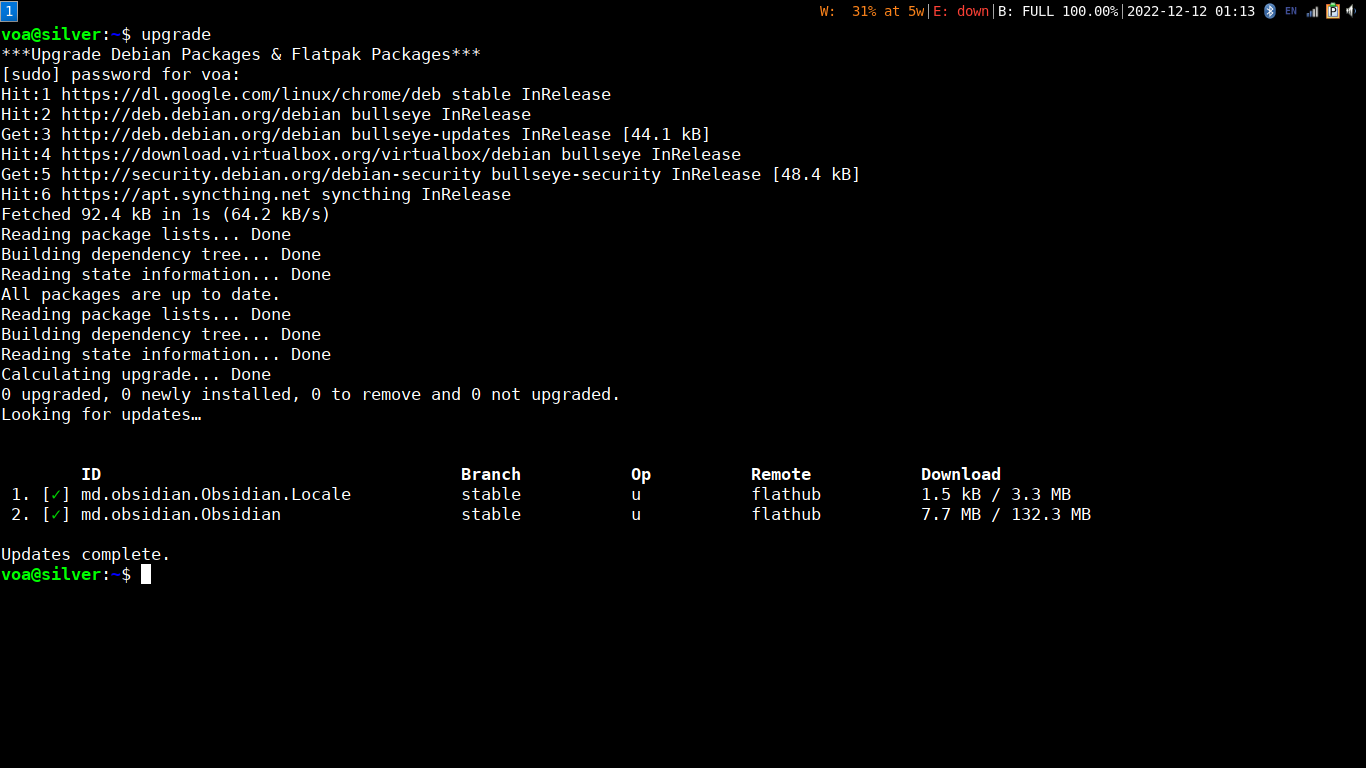 1 W:  31% at 5w|E: down|B: FULL 100.00%|2022-12-12 01:13 EN
voa@silver:~$ upgrade
***Upgrade Debian Packages & Flatpak Packages***
[sudo] password for voa:
Hit:1 https://dl.google.com/linux/chrome/deb stable InRelease
Hit:2 http://deb.debian.org/debian bullseye InRelease
Get:3 http://deb.debian.org/debian bullseye-updates InRelease [44.1 kB]
Hit:4 https://download.virtualbox.org/virtualbox/debian bullseye InRelease
Get:5 http://security.debian.org/debian-security bullseye-security InRelease [48.4 kB]
Hit:6 https://apt.syncthing.net syncthing InRelease
Fetched 92.4 kB in 1s (64.2 kB/s)
Reading package lists... Done
Building dependency tree... Done
Reading state information... Done
All packages are up to date.
Reading package lists... Done
Building dependency tree... Done
Reading state information... Done
Calculating upgrade... Done
0 upgraded, 0 newly installed, 0 to remove and 0 not upgraded.
Looking for updates…
ID Branch Op Remote Download
1. [✓] md.obsidian.Obsidian.Locale stable u flathub 1.5 kB / 3.3 MB
2. [✓] md.obsidian.Obsidian stable u flathub 7.7 MB / 132.3 MB
Updates complete.
voa@silver:~$